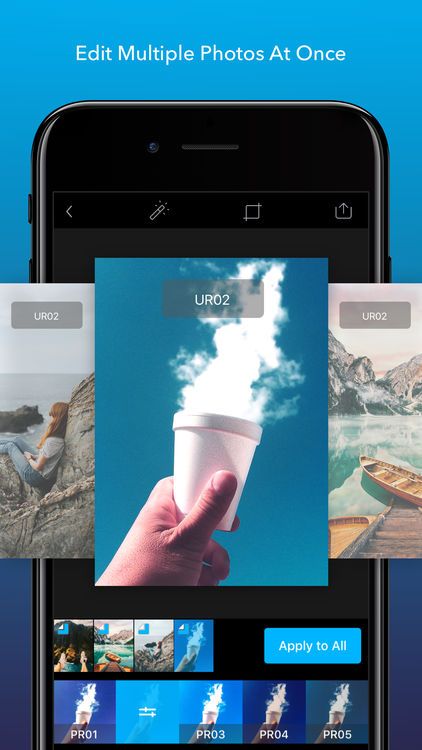 Edit Multiple Photos At Once
UR02
UR02
UR02
Apply to All
PR01
PR03
PR04
PR05